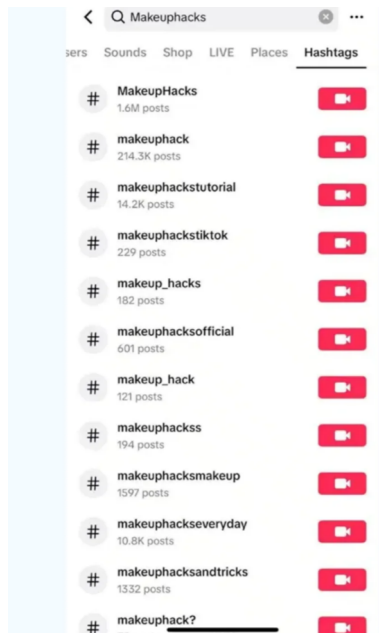 Makeuphacks
sers Sounds Shop LIVE Places Hashtags
# MakeupHacks
1.6M posts
# makeuphack
214.3K posts
# makeuphackstutorial
14.2K posts
# makeuphackstiktok
229 posts
# makeup_hacks
182 posts
# makeuphacksofficial
601 posts
# makeup_hack
121 posts
# makeuphackss
194 posts
# makeuphacksmakeup
1597 posts
# makeuphackseveryday
10.8K posts
# makeuphacksandtricks
1332 posts
# makeuphack?